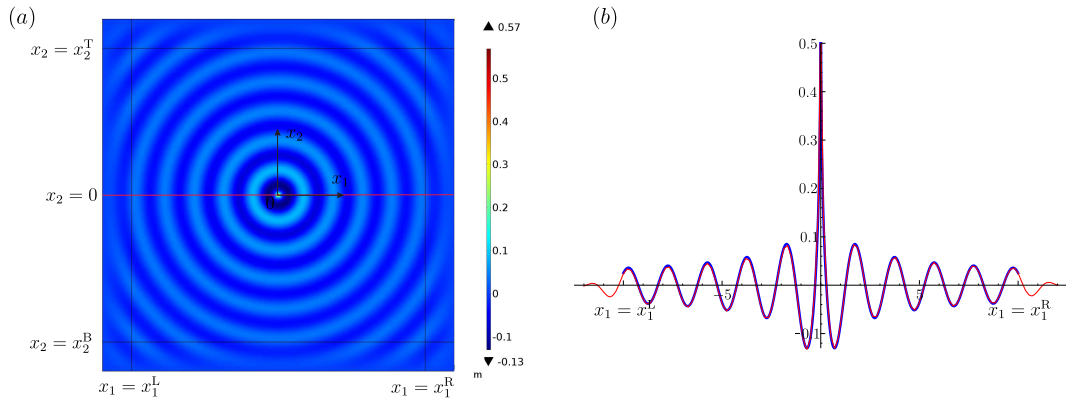 (a)
x₂ = x₂ᵀ
x₂ = 0
x₂ = x₂ᴮ
x₁ = x₁ᴸ
x₁ = x₁ᴿ
x₂
▲ 0.57
0.5
0.4
0.3
0.2
0.1
0
-0.1
▼ -0.13
m
(b)
0.5
0.4
0.3
0.2
0.1
-0.1
-5
5
x₁ = x₁ᴸ
x₁ = x₁ᴿ